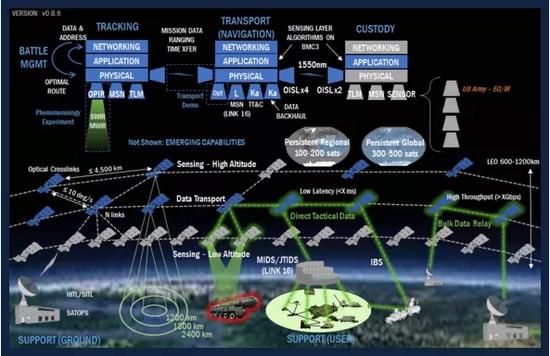 VERSION: v0.8.6
TRACKING
TRANSPORT
(NAVIGATION)
CUSTODY
DATA &
ADDRESS
BATTLE
MGMT
OPTIMAL
ROUTE
NETWORKING
APPLICATION
PHYSICAL
OPIR
MSN
TLM
Phenomenology
Experiment
SWIR
MWIR
MISSION DATA
RANGING
TIME XFER
Transport
Demo
NETWORKING
APPLICATION
PHYSICAL
Opt
L
Ka
Ka
MSN
(LINK 16)
TT&C
DATA
BACKHAUL
SENSING LAYER
ALGORITHMS ON
BMC3
1550nm
OISLx4
OISLx2
NETWORKING
APPLICATION
PHYSICAL
TLM
MSN
SENSOR
US Army – EO/IR
Not Shown: EMERGING CAPABILITIES
Persistent Regional
100-200 sats
Persistent Global
300-500 sats
Optical Crosslinks
≤ 4,500 km
Sensing – High Altitude
LEO 600-1200km
≤ 10 deg/s
N links
Data Transport
Low Latency (<X ms)
High Throughput (> XGbps)
Direct Tactical Data
Bulk Data Relay
Sensing – Low Altitude
MIDS/JTIDS
(LINK 16)
IBS
HITL/SITL
SATOPS
1200 km
1800 km
2400 km
SUPPORT (GROUND)
SUPPORT (USER)